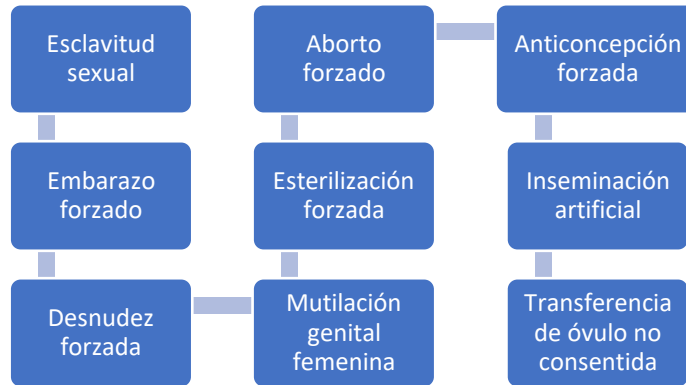 Esclavitud
sexual
Embarazo
forzado
Desnudez
forzada
Mutilación
genital
femenina
Esterilización
forzada
Aborto
forzado
Anticoncepción
forzada
Inseminación
artificial
Transferencia
de óvulo no
consentida